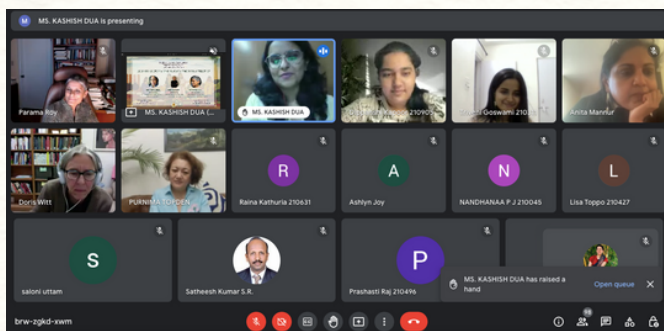 M MS. KASHISH DUA is presenting
Parama Roy
MS. KASHISH DUA (...
MS. KASHISH DUA
Goswami 2103
Anita Mannur
Doris Witt
PURNIMA TOPDEN
R
Raina Kathuria 210631
A
Ashlyn Joy
N
NANDHANAA P J 210045
L
Lisa Toppo 210427
S
saloni uttam
Satheesh Kumar S.R.
P
Prashasti Raj 210496
MS. KASHISH DUA has raised a
hand
Open queue
brw-zgkd-xwm